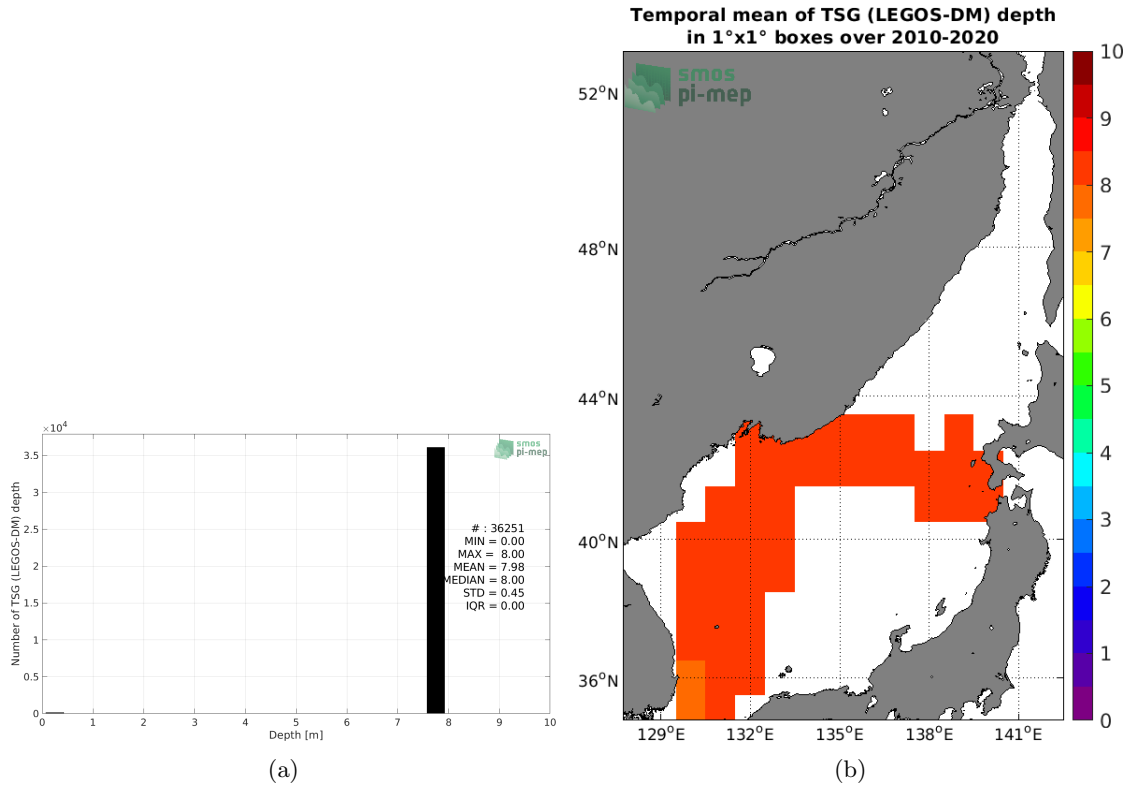 ×10⁴
3.5
3
2.5
2
1.5
1
0.5
0
0 1 2 3 4 5 6 7 8 9 10
Depth [m]
Number of TSG (LEGOS-DM) depth
smos
pi-mep
# : 36251
MIN = 0.00
MAX = 8.00
MEAN = 7.98
MEDIAN = 8.00
STD = 0.45
IQR = 0.00
(a)
Temporal mean of TSG (LEGOS-DM) depth
in 1°x1° boxes over 2010-2020
smos
pi-mep
52°N
48°N
44°N
40°N
36°N
129°E 132°E 135°E 138°E 141°E
10
9
8
7
6
5
4
3
2
1
0
(b)